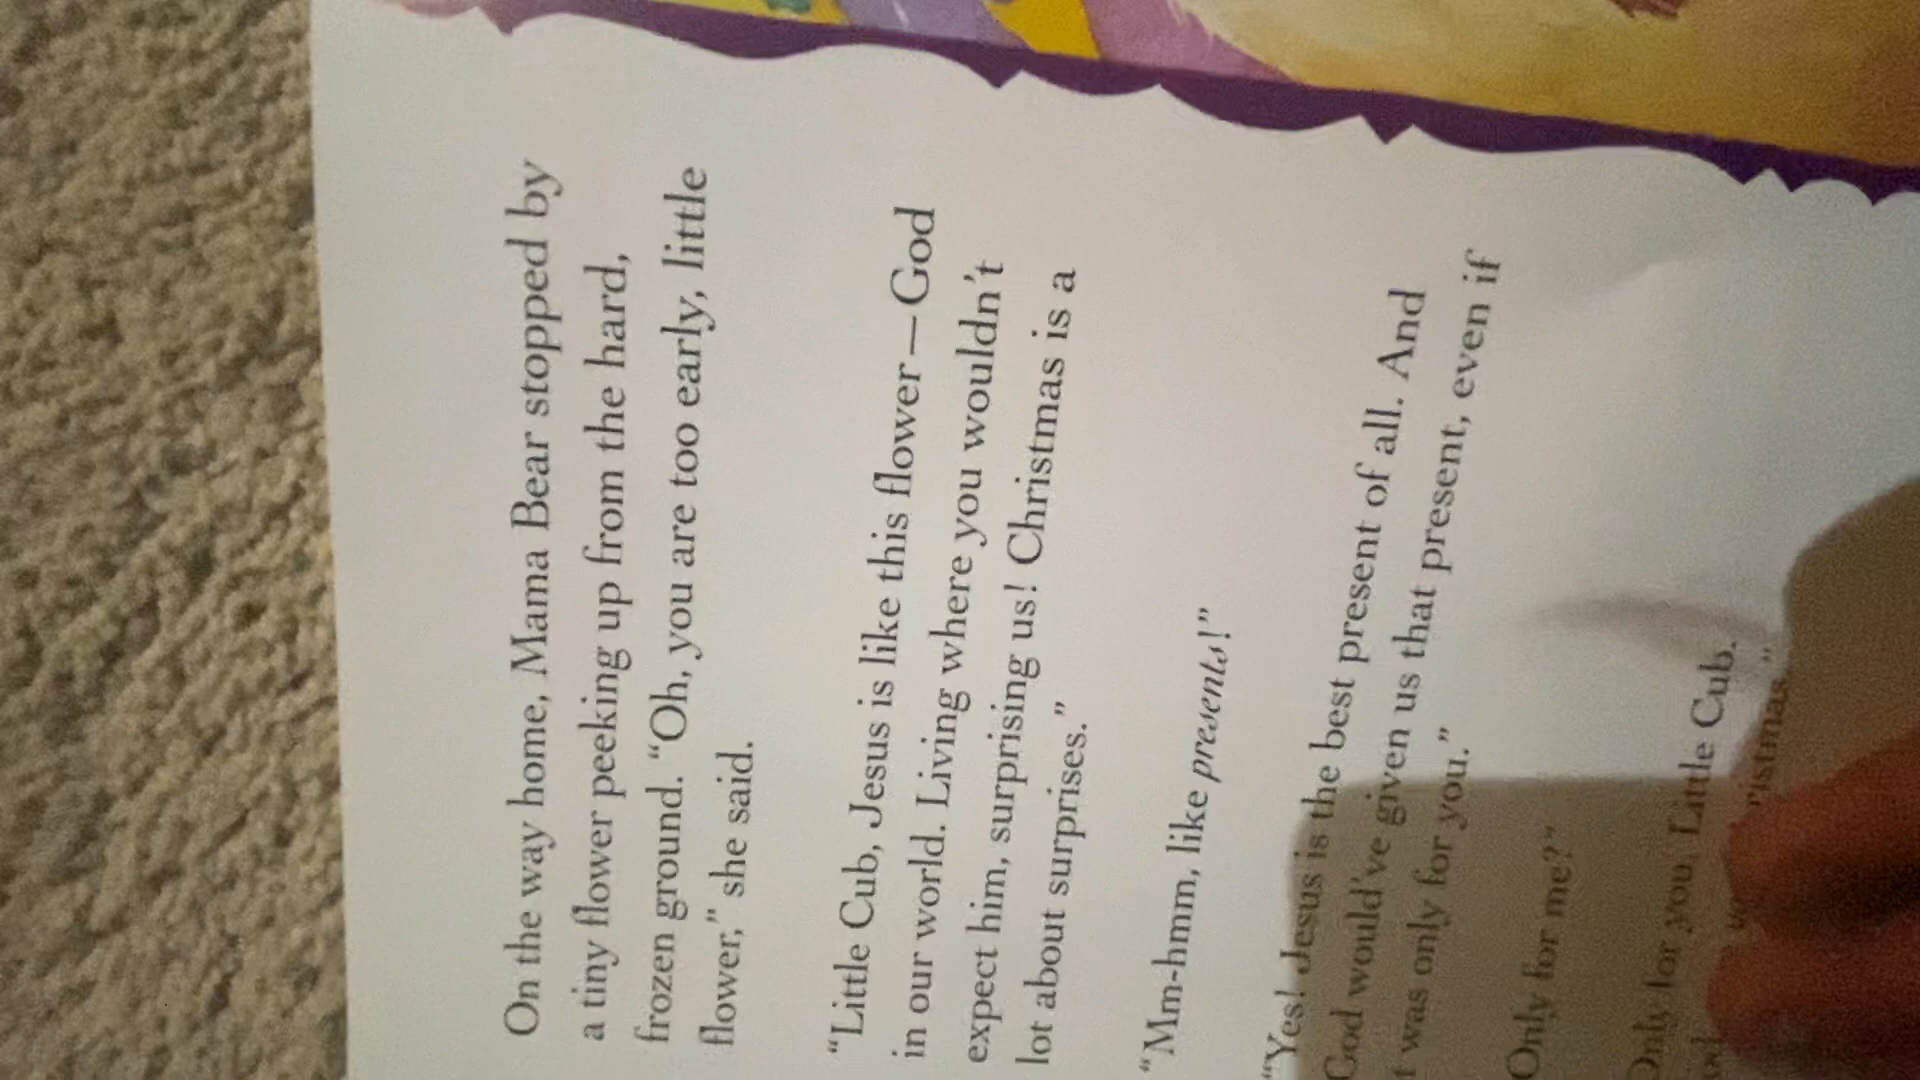 On the way home, Mama Bear stopped by
a tiny flower peeking up from the hard,
frozen ground. “Oh, you are too early, little
flower,” she said.
“Little Cub, Jesus is like this flower—God
in our world. Living where you wouldn’t
expect him, surprising us! Christmas is a
lot about surprises.”
“Mm-hmm, like presents!”
“Yes! Jesus is the best present of all. And
God would’ve given us that present, even if
was only for you.”
Only for me?”
Only for you, Little Cub.